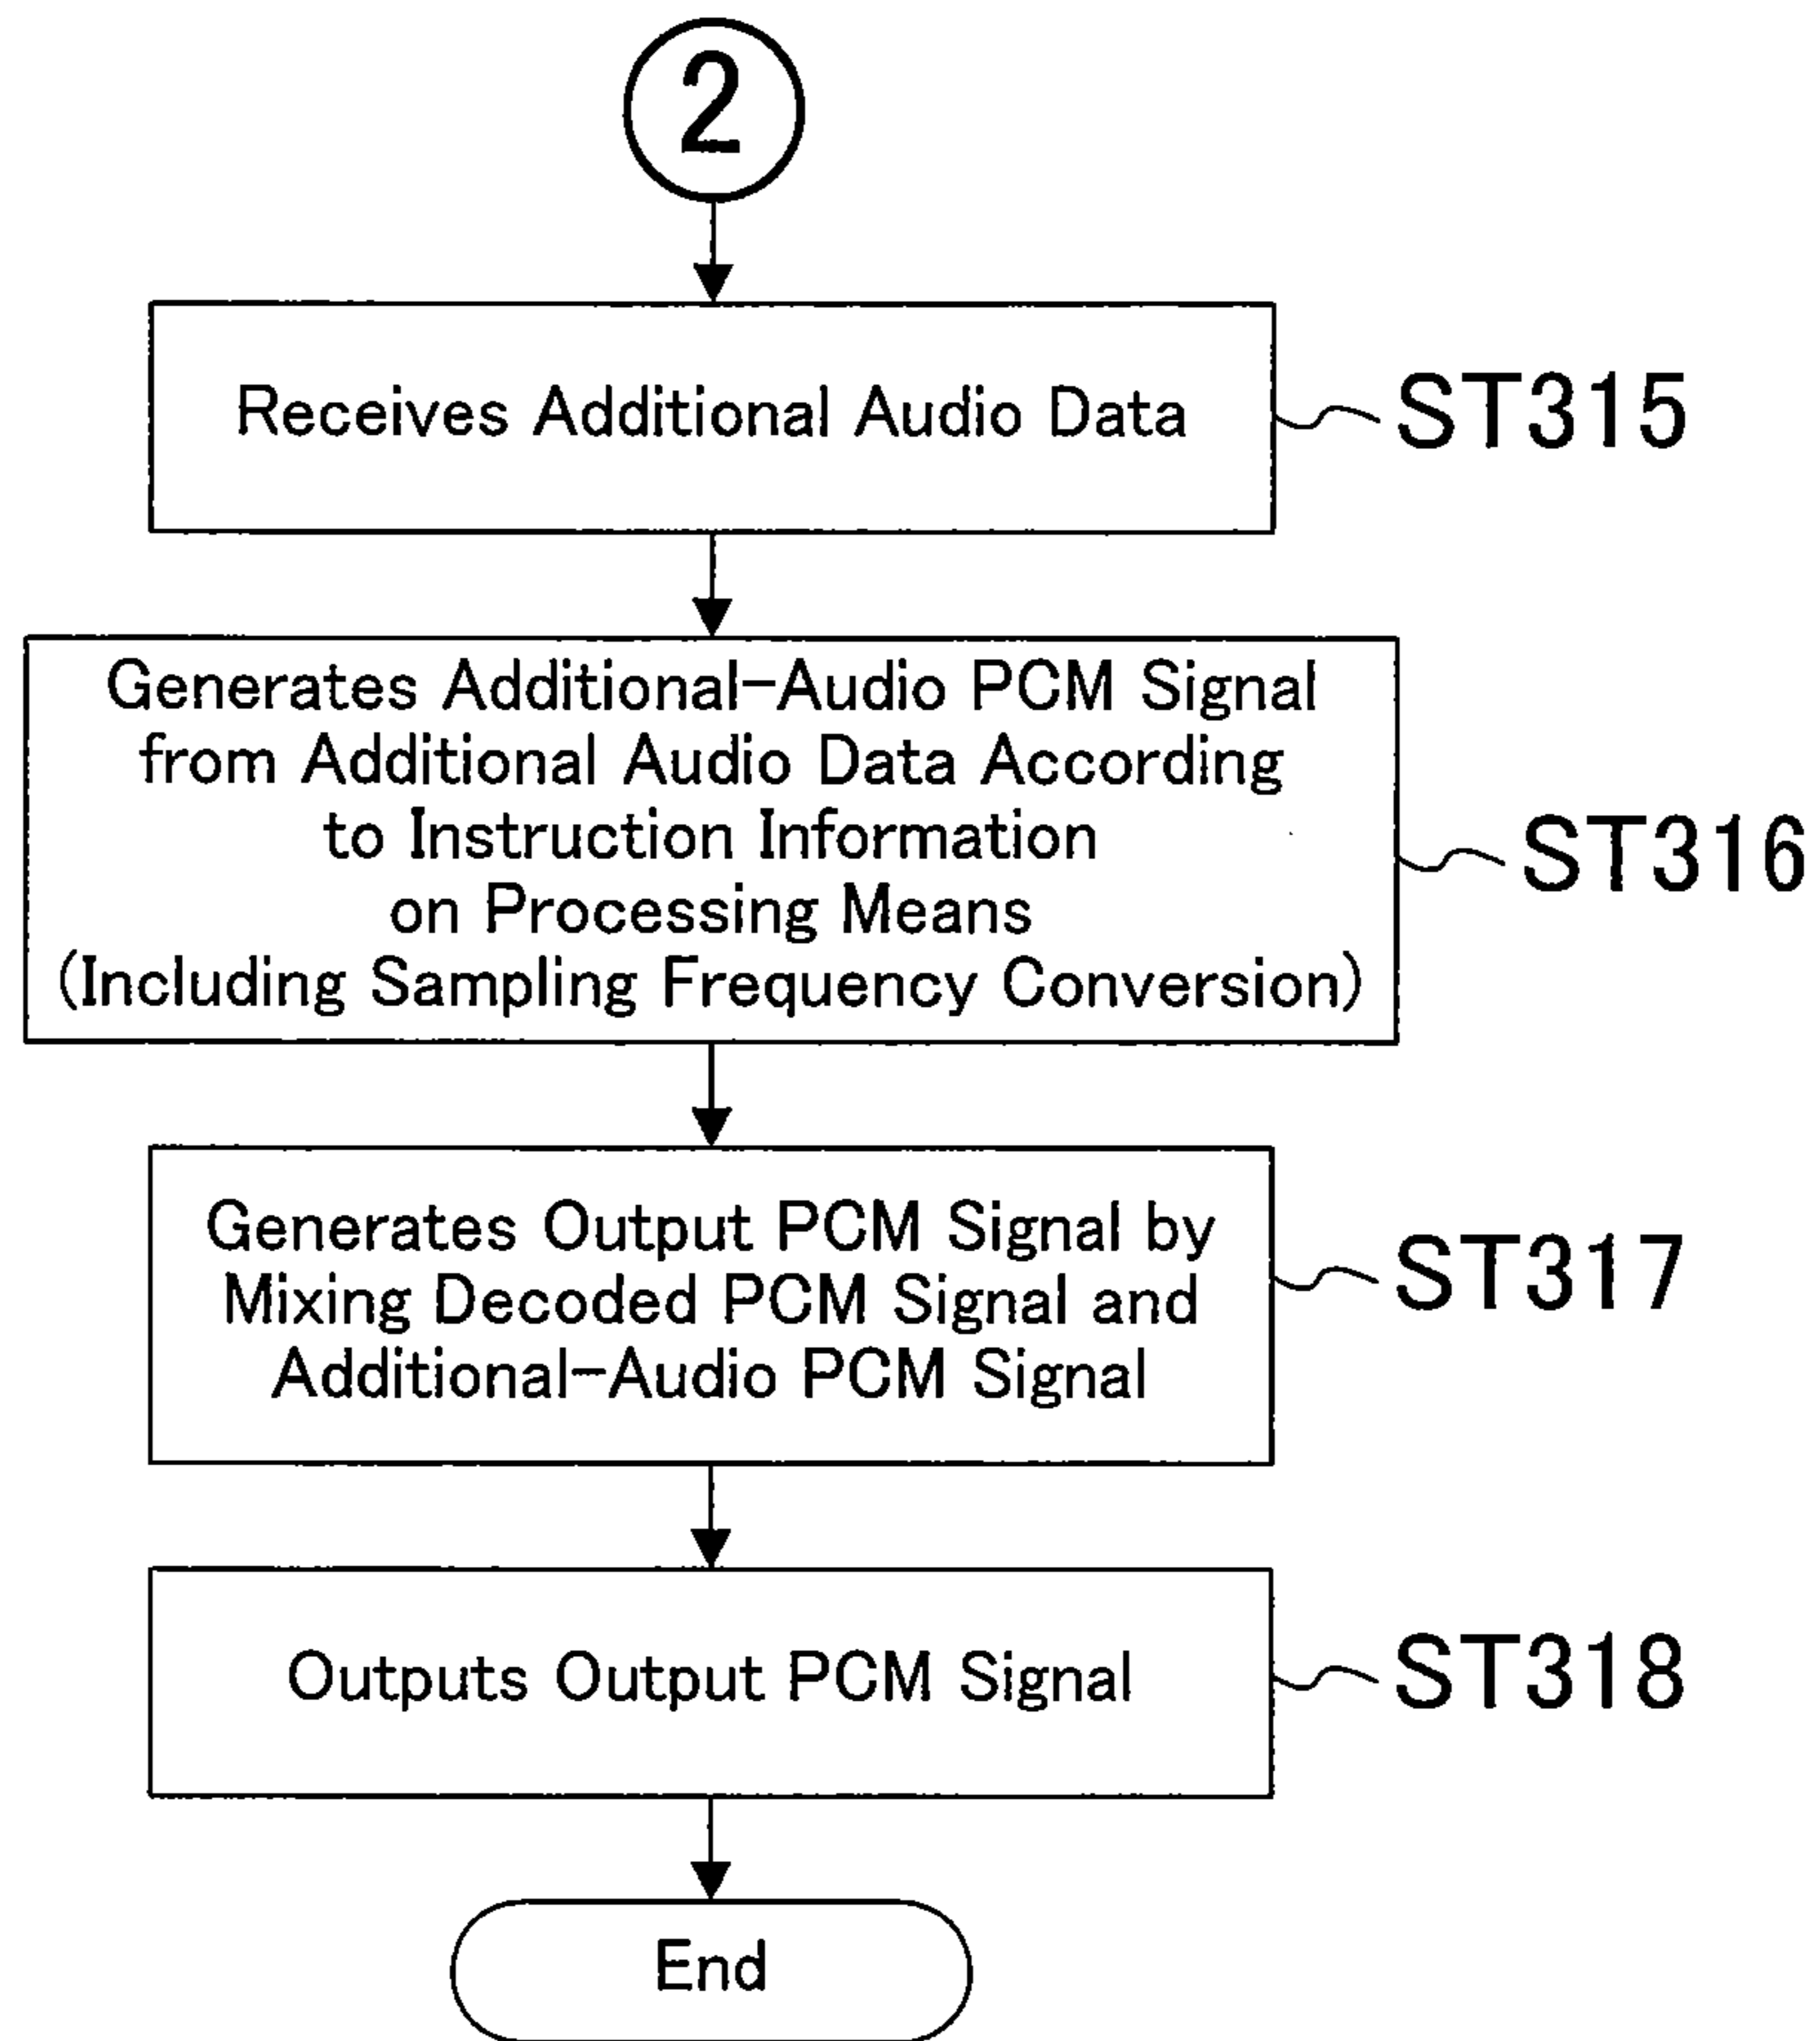 2
Receives Additional Audio Data
ST315
Generates Additional-Audio PCM Signal
from Additional Audio Data According
to Instruction Information
on Processing Means
(Including Sampling Frequency Conversion)
ST316
Generates Output PCM Signal by
Mixing Decoded PCM Signal and
Additional-Audio PCM Signal
ST317
Outputs Output PCM Signal
ST318
End